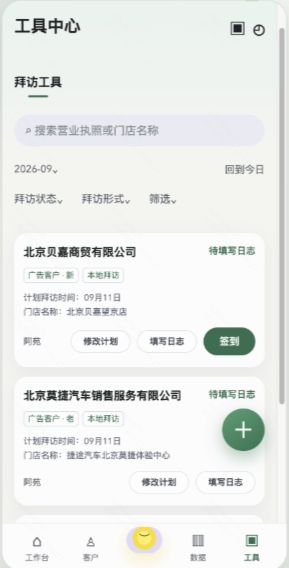 工具中心
拜访工具
搜索营业执照或门店名称
2026-09
回到今日
拜访状态 拜访形式 筛选
北京贝嘉商贸有限公司 待填写日志
广告客户 · 新 本地拜访
计划拜访时间：09月11日
门店名称：北京贝嘉望京店
阿苑 修改计划 填写日志 签到
北京莫捷汽车销售服务有限公司 待填写日志
广告客户 · 老 本地拜访
计划拜访时间：09月11日
门店名称：捷途汽车北京莫捷体验中心
阿苑 修改计划 填写日志
工作台 客户 数据 工具